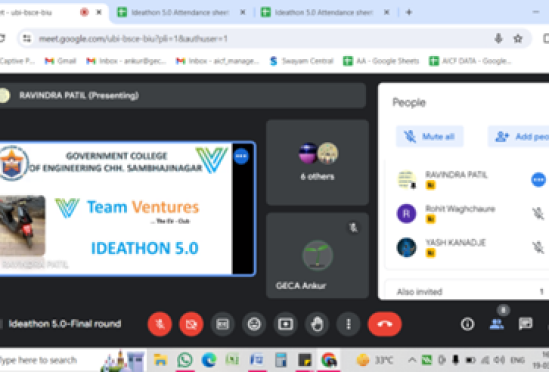 et - ubi-bsce-biu
Ideathon 5.0 Attendance sheet
Ideathon 5.0 Attendance sheet
meet.google.com/ubi-bsce-biu?pli=1&authuser=1
Captive P...
Gmail
Inbox - ankur@gec...
Inbox - aicf_manage...
Swayam Central
AA - Google Sheets
AICF DATA - Google...
RAVINDRA PATIL (Presenting)
GOVERNMENT COLLEGE
OF ENGINEERING CHH. SAMBHAJINAGAR
Team Ventures
IDEATHON 5.0
RAVINDRA PATIL
6 others
GECA Ankur
People
Mute all
Add peo
RAVINDRA PATIL
Rohit Waghchaure
YASH KANADJE
Also invited
1
8
Ideathon 5.0-Final round
ype here to search
33°C
ENG